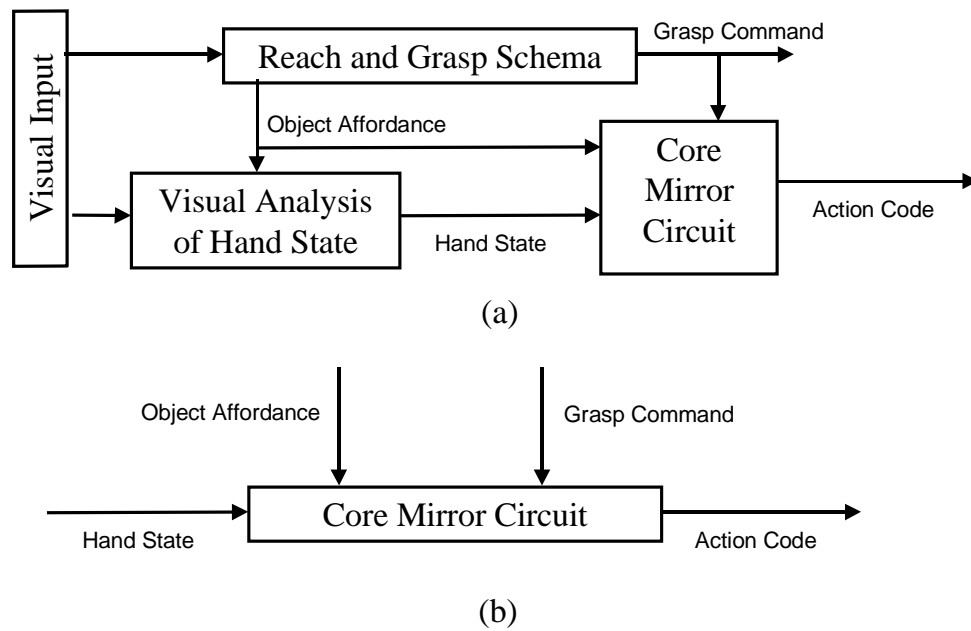 Visual Input
Reach and Grasp Schema
Grasp Command
Object Affordance
Visual Analysis
of Hand State
Hand State
Core
Mirror
Circuit
Action Code
(a)
Object Affordance
Grasp Command
Hand State
Core Mirror Circuit
Action Code
(b)